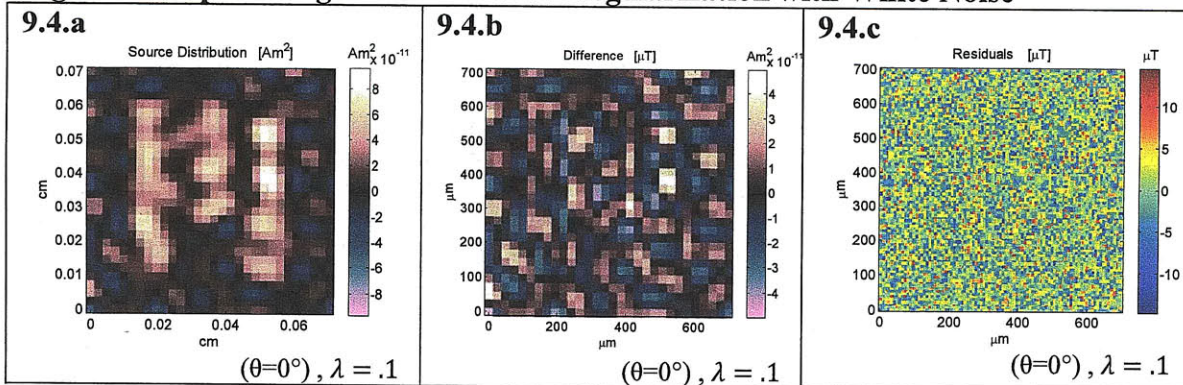 9.4.a
Source Distribution [Am²]
Am²
x 10⁻¹¹
0.07
0.06
0.05
0.04
0.03
0.02
0.01
0
cm
0 0.02 0.04 0.06
cm
8
6
4
2
0
-2
-4
-6
-8
(θ=0°) , λ = .1
9.4.b
Difference [µT]
Am²
x 10⁻¹¹
700
600
500
400
300
200
100
0
µm
0 200 400 600
µm
4
3
2
1
0
-1
-2
-3
-4
(θ=0°) , λ = .1
9.4.c
Residuals [µT]
µT
700
600
500
400
300
200
100
0
µm
0 200 400 600
µm
10
5
0
-5
-10
(θ=0°) , λ = .1